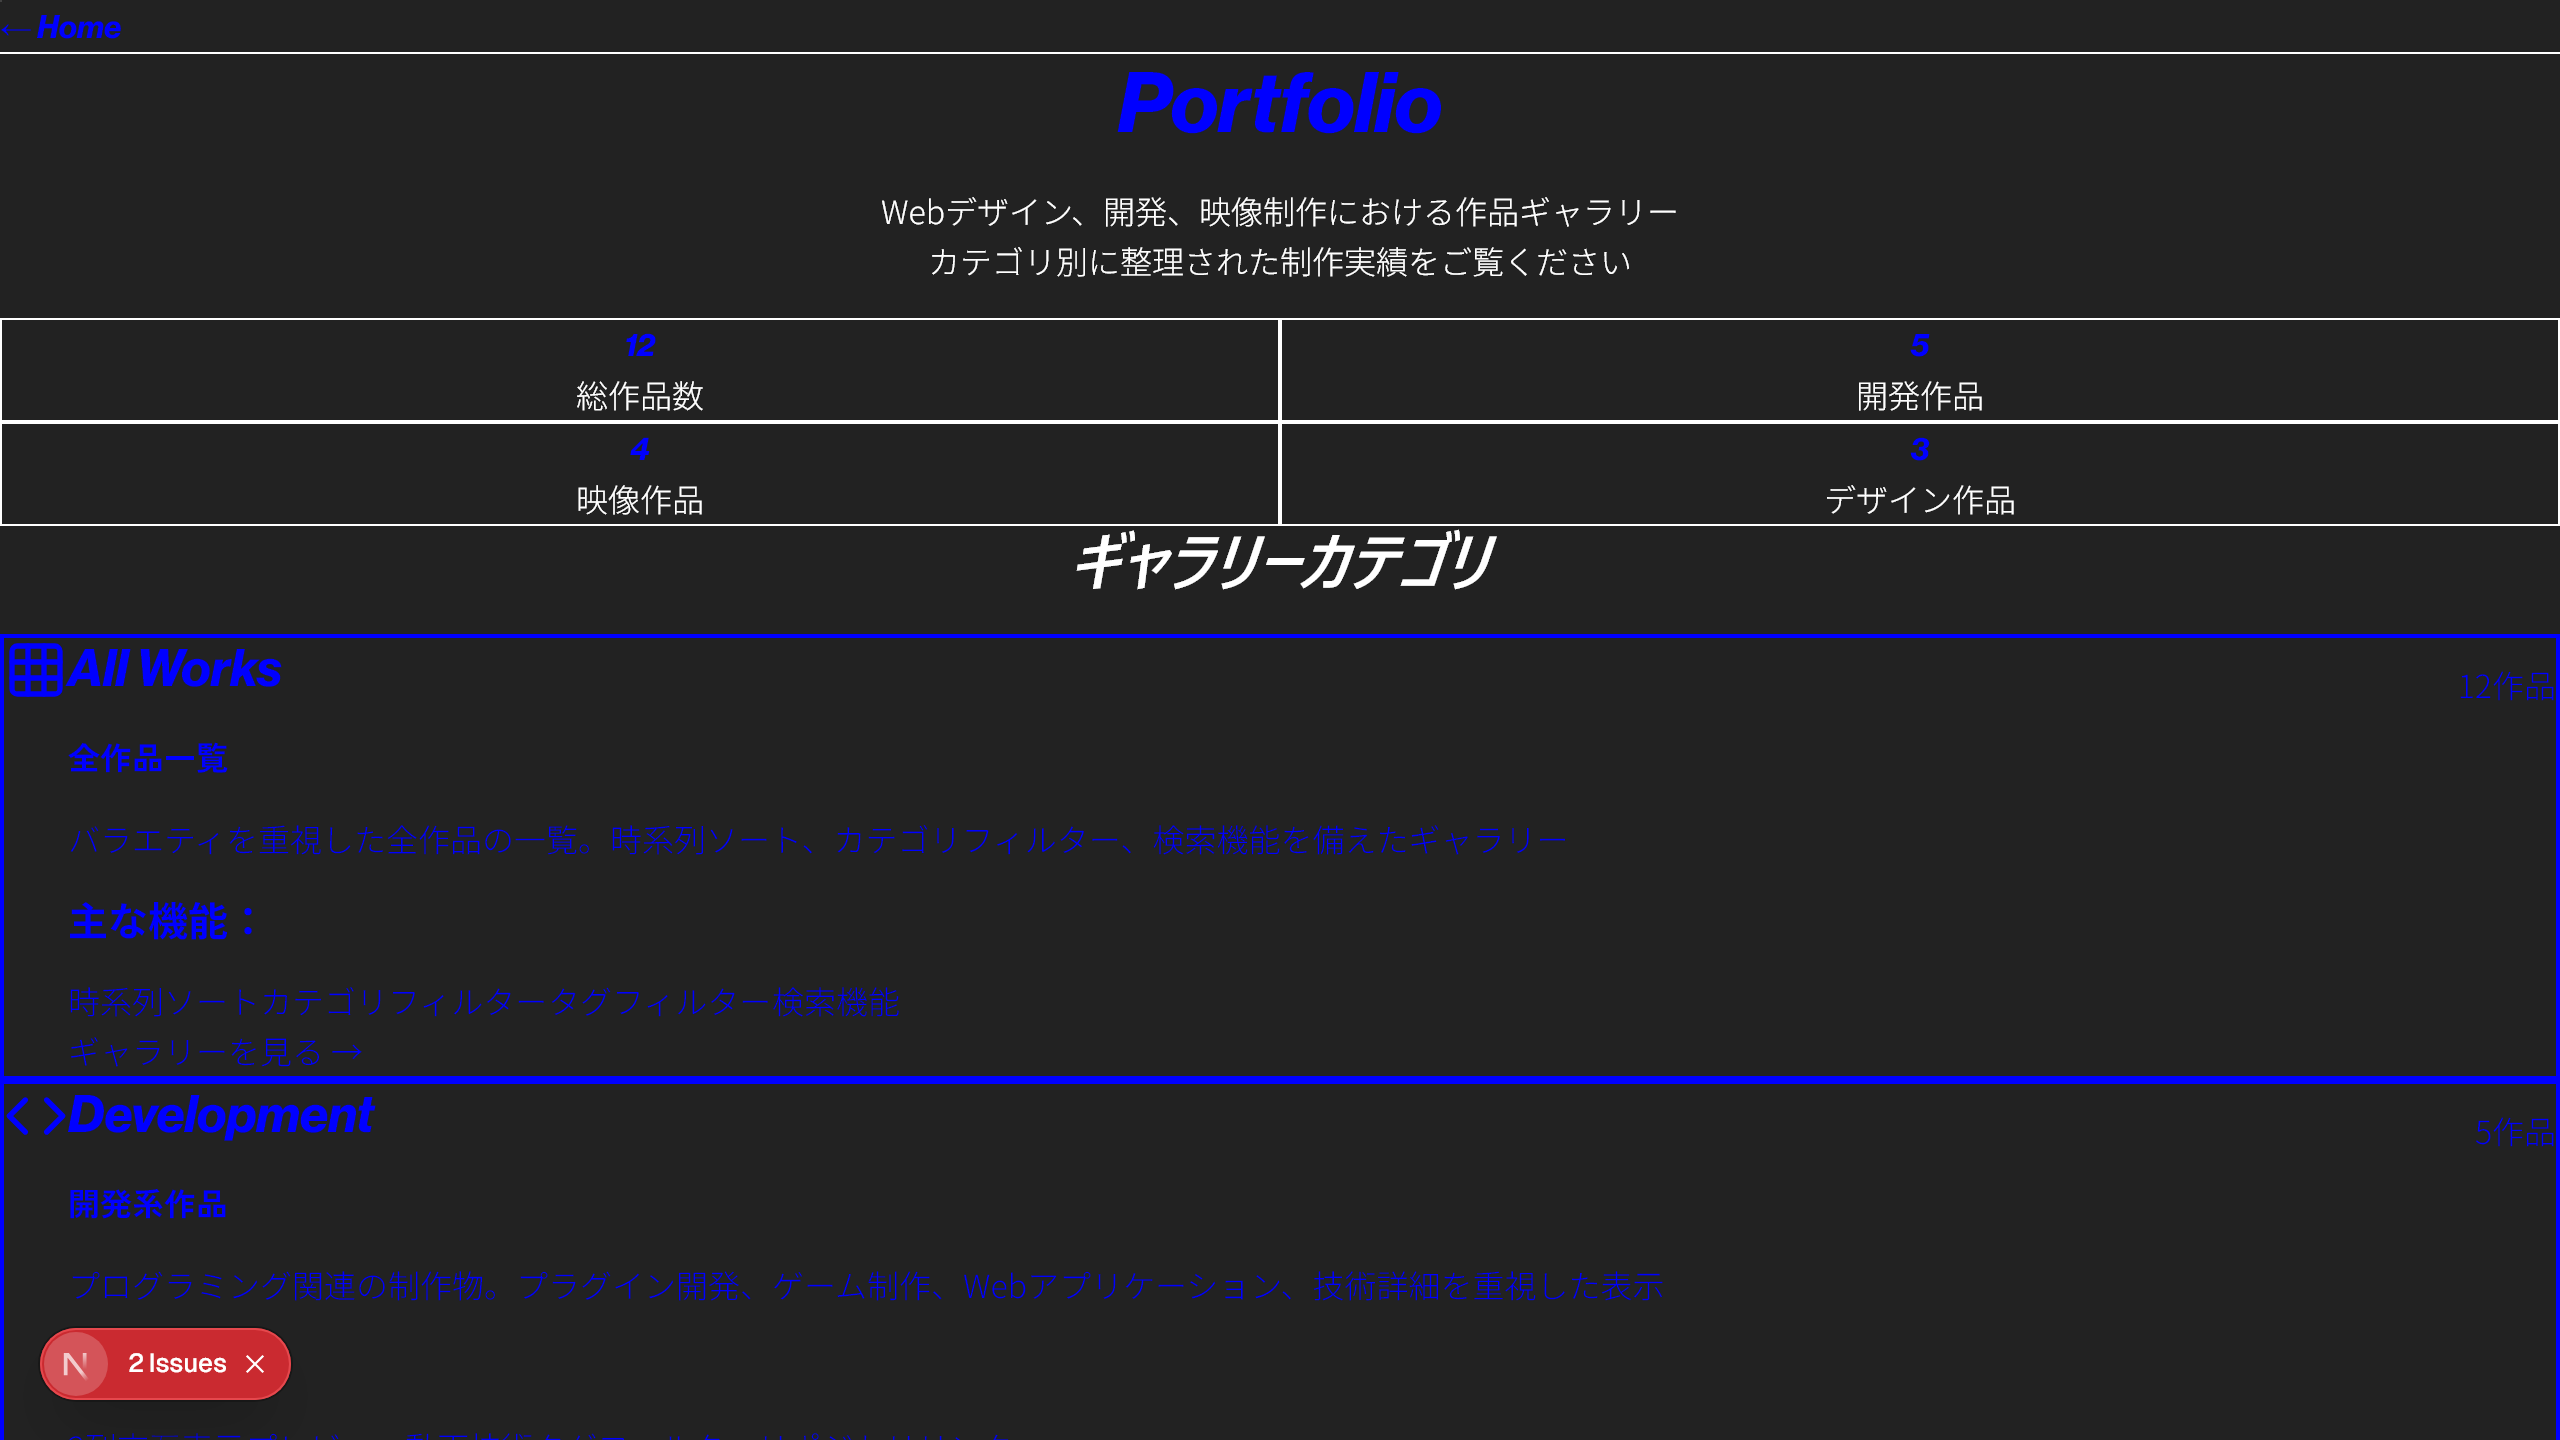 ← Home
Portfolio
Webデザイン、開発、映像制作における作品ギャラリー
カテゴリ別に整理された制作実績をご覧ください
12
総作品数
5
開発作品
4
映像作品
3
デザイン作品
ギャラリーカテゴリ
All Works
12作品
全作品一覧
バラエティを重視した全作品の一覧。時系列ソート、カテゴリフィルター、検索機能を備えたギャラリー
主な機能：
時系列ソートカテゴリフィルタータグフィルター検索機能
ギャラリーを見る →
Development
5作品
開発系作品
プログラミング関連の制作物。プラグイン開発、ゲーム制作、Webアプリケーション、技術詳細を重視した表示
N 2 Issues